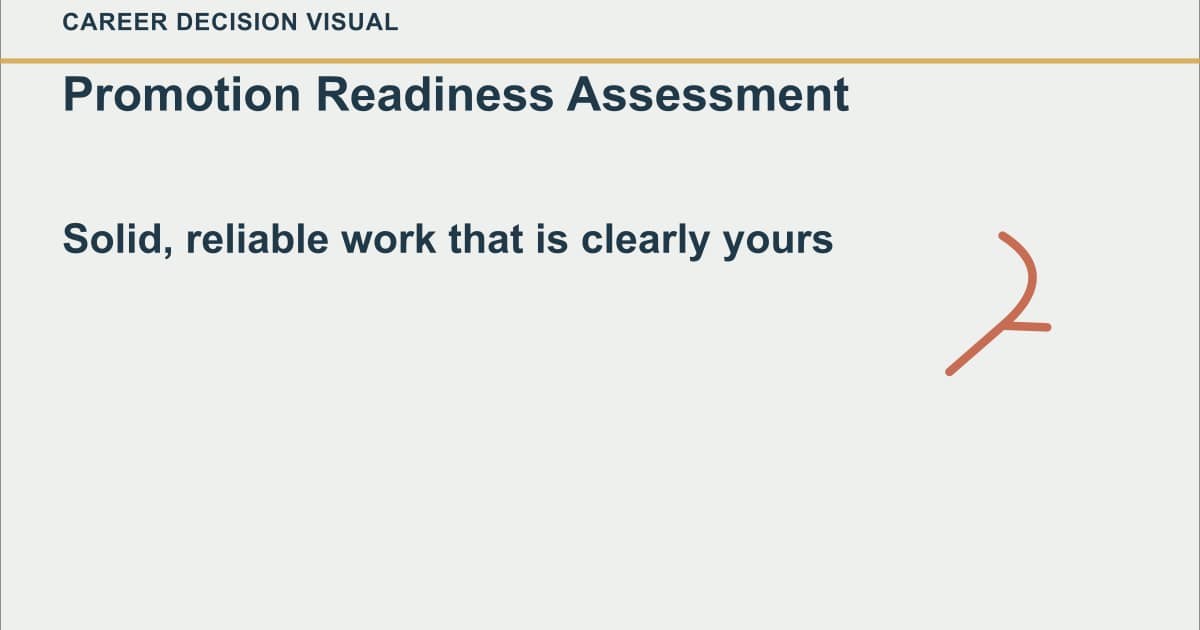 CAREER DECISION VISUAL
Promotion Readiness Assessment
Solid, reliable work that is clearly yours